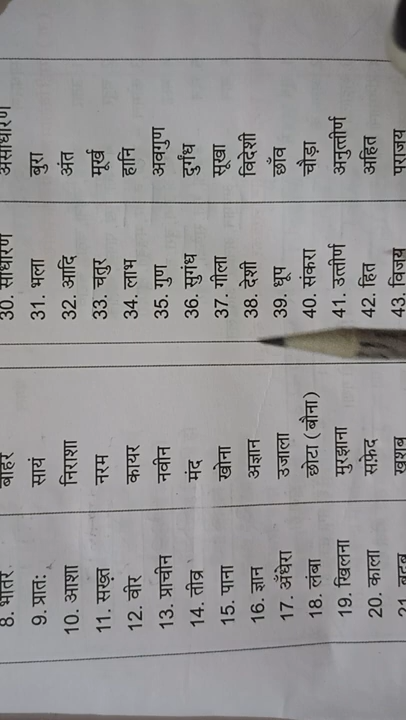 8. भीतर बाहर
9. प्रात: सायं
10. आशा निराशा
11. सख़्त नरम
12. वीर कायर
13. प्राचीन नवीन
14. तीव्र मंद
15. पाना खोना
16. ज्ञान अज्ञान
17. अँधेरा उजाला
18. लंबा छोटा ( बौना )
19. खिलना मुरझाना
20. काला सफ़ेद
21.
30. साधारण असाधारण
31. भला बुरा
32. आदि अंत
33. चतुर मूर्ख
34. लाभ हानि
35. गुण अवगुण
36. सुगंध दुर्गंध
37. गीला सूखा
38. देशी विदेशी
39. धूप छाँव
40. संकरा चौड़ा
41. उत्तीर्ण अनुत्तीर्ण
42. हित अहित
43. विजय पराजय